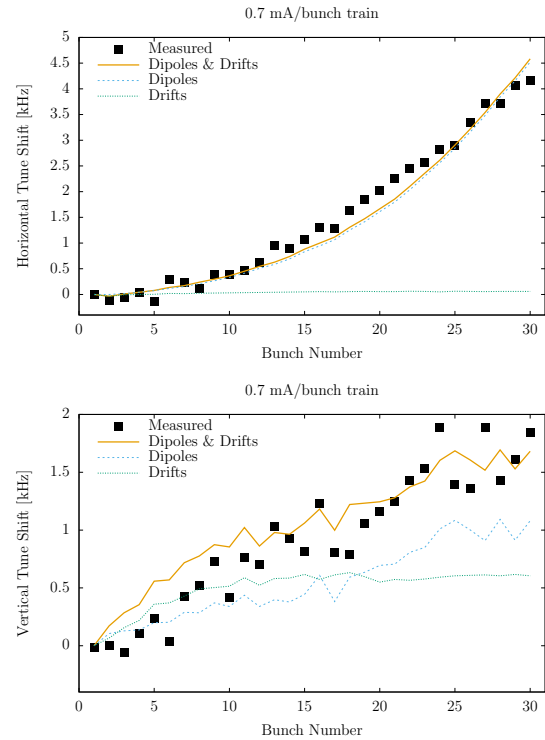 0.7 mA/bunch train
Horizontal Tune Shift [kHz]
5
4.5
4
3.5
3
2.5
2
1.5
1
0.5
0
Measured
Dipoles & Drifts
Dipoles
Drifts
0 5 10 15 20 25 30
Bunch Number
0.7 mA/bunch train
Vertical Tune Shift [kHz]
2
1.5
1
0.5
0
Measured
Dipoles & Drifts
Dipoles
Drifts
0 5 10 15 20 25 30
Bunch Number